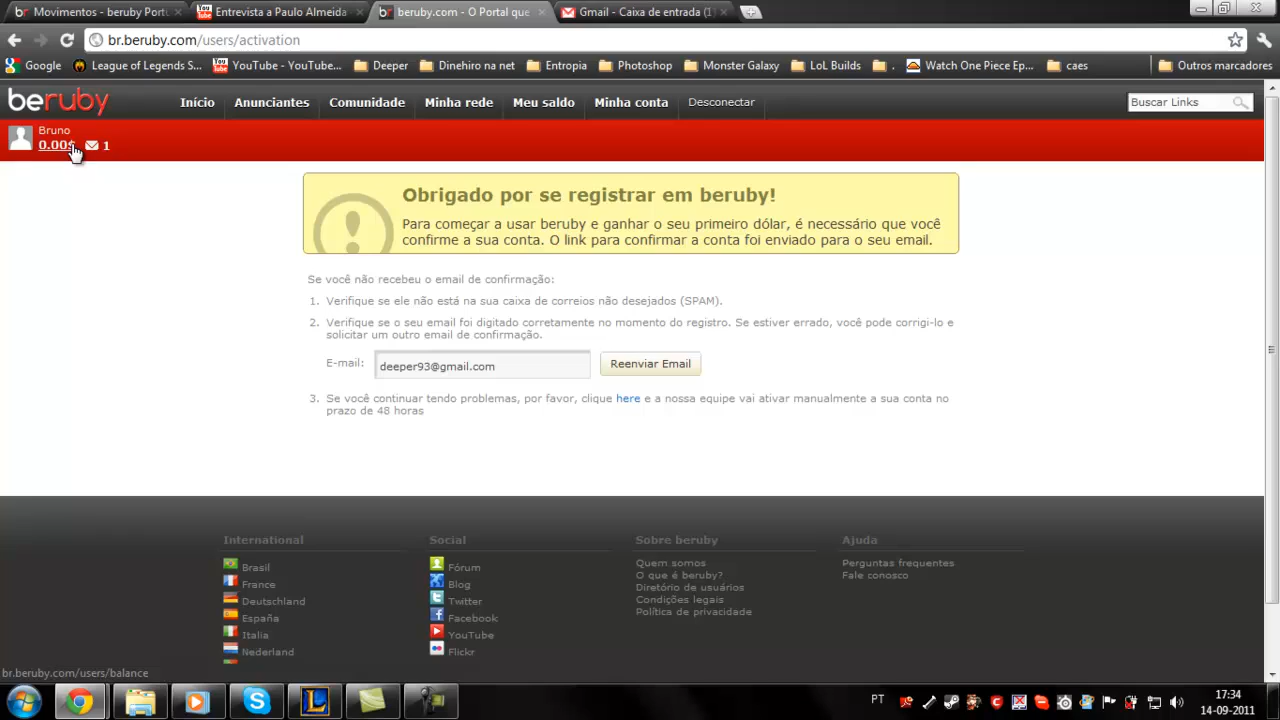 Movimentos - beruby Port
Entrevista a Paulo Almeida
beruby.com - O Portal que
Gmail - Caixa de entrada (1)
br.beruby.com/users/activation
Google
League of Legends S...
YouTube - YouTube...
Deeper
Dinehiro na net
Entropia
Photoshop
Monster Galaxy
LoL Builds
.
Watch One Piece Ep...
caes
Outros marcadores
beruby
Início
Anunciantes
Comunidade
Minha rede
Meu saldo
Minha conta
Desconectar
Buscar Links
Bruno
0.00$
1
Obrigado por se registrar em beruby!
Para começar a usar beruby e ganhar o seu primeiro dólar, é necessário que você
confirme a sua conta. O link para confirmar a conta foi enviado para o seu email.
Se você não recebeu o email de confirmação:
1. Verifique se ele não está na sua caixa de correios não desejados (SPAM).
2. Verifique se o seu email foi digitado corretamente no momento do registro. Se estiver errado, você pode corrigi-lo e
solicitar um outro email de confirmação.
E-mail:
deeper93@gmail.com
Reenviar Email
3. Se você continuar tendo problemas, por favor, clique here e a nossa equipe vai ativar manualmente a sua conta no
prazo de 48 horas
International
Brasil
France
Deutschland
España
Italia
Nederland
Social
Fórum
Blog
Twitter
Facebook
YouTube
Flickr
Sobre beruby
Quem somos
O que é beruby?
Diretório de usuários
Condições legais
Política de privacidade
Ajuda
Perguntas frequentes
Fale conosco
br.beruby.com/users/balance
PT
17:34
14-09-2011